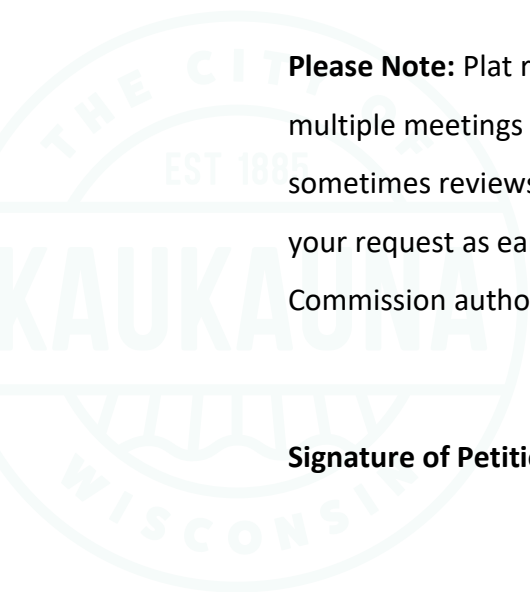 THE CITY OF
EST 1885
KAUKAUNA
WISCONSIN
Please Note: Plat r
multiple meetings
sometimes reviews
your request as ea
Commission autho
Signature of Petiti